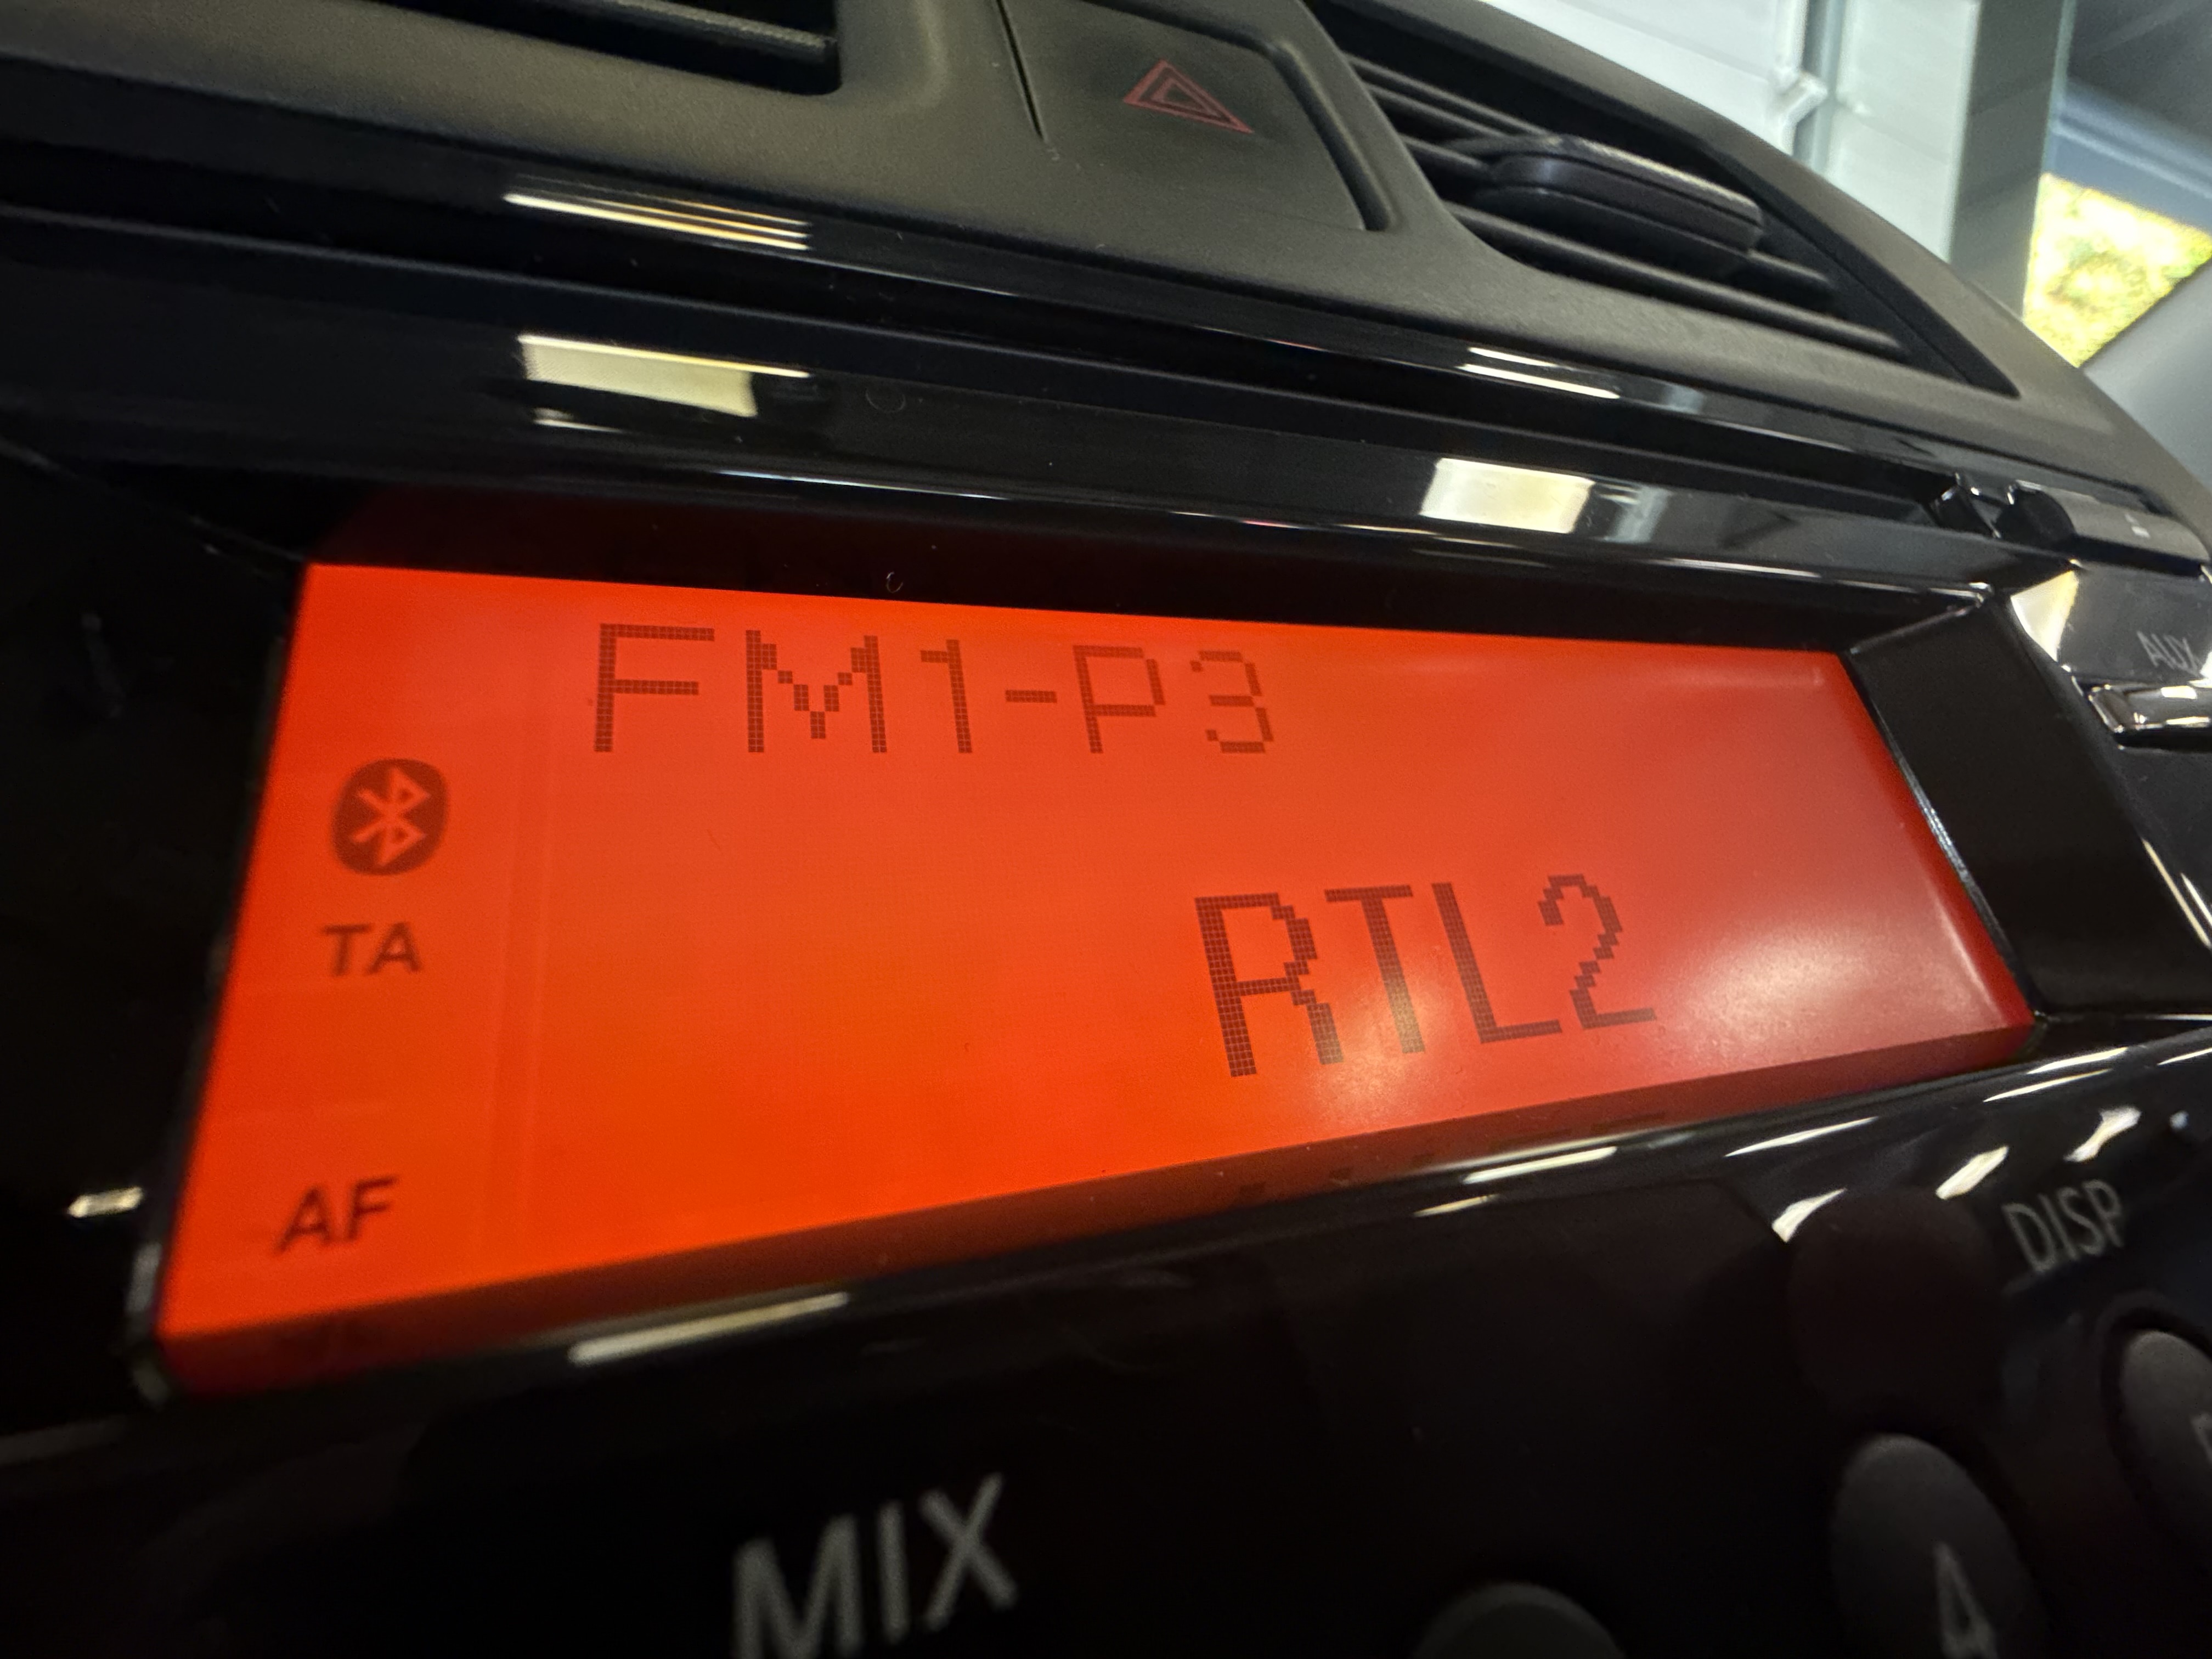 AUX
FM1-P3
TA
RTL2
AF
DISP
MIX
4